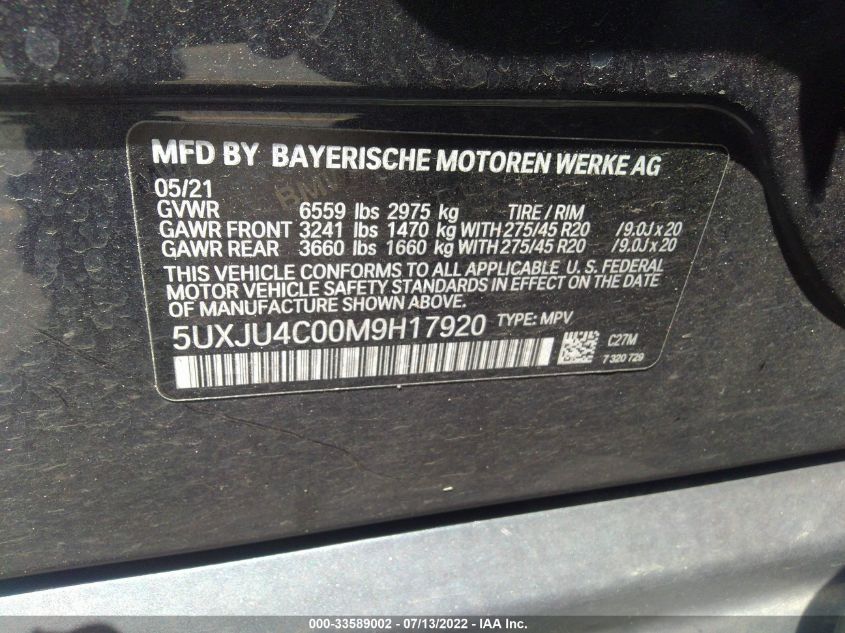 MFD BY BAYERISCHE MOTOREN WERKE AG
05/21
GVWR 6559 lbs 2975 kg TIRE / RIM
GAWR FRONT 3241 lbs 1470 kg WITH 275/45 R20 /9.0J x 20
GAWR REAR 3660 lbs 1660 kg WITH 275/45 R20 /9.0J x 20
THIS VEHICLE CONFORMS TO ALL APPLICABLE U. S. FEDERAL
MOTOR VEHICLE SAFETY STANDARDS IN EFFECT ON THE DATE
OF MANUFACTURE SHOWN ABOVE.
5UXJU4C00M9H17920 TYPE: MPV
C27M
7 320 729
000-33589002 - 07/13/2022 - IAA Inc.